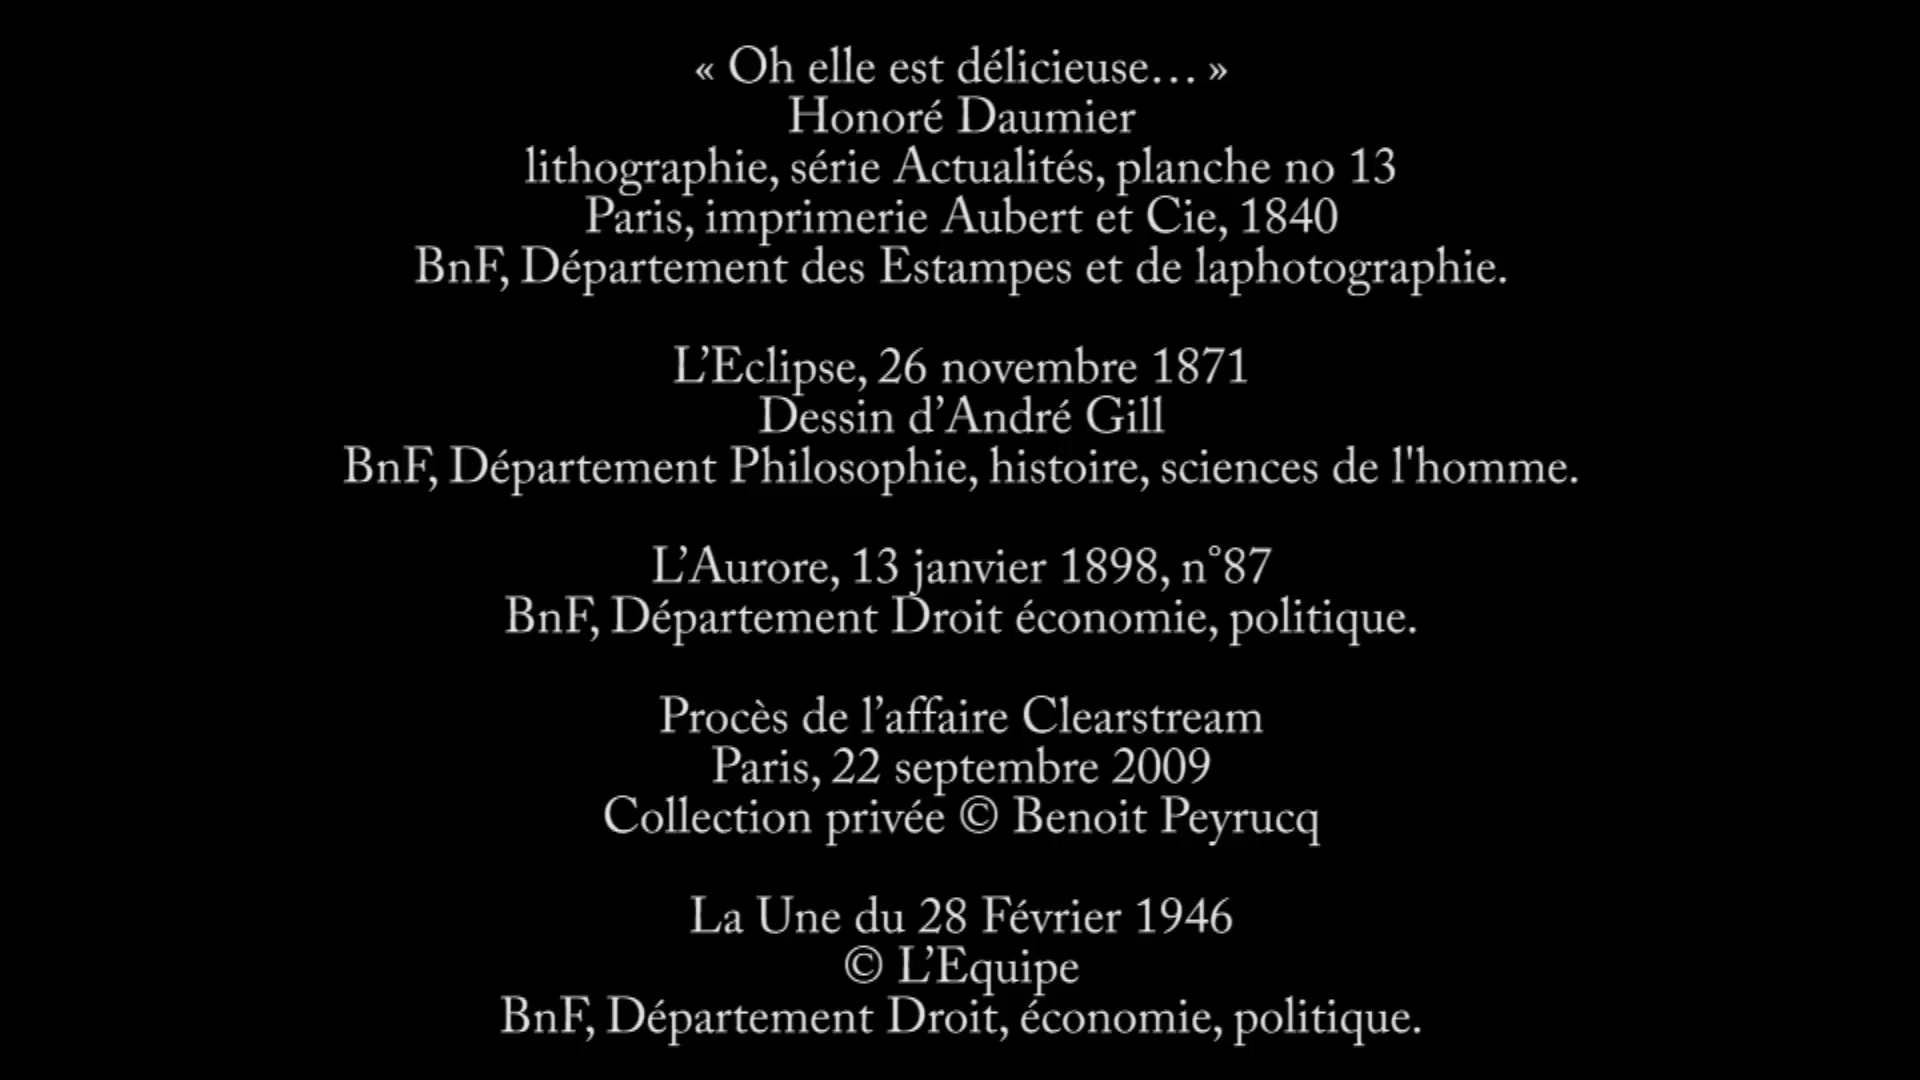 « Oh elle est délicieuse… »
Honoré Daumier
lithographie, série Actualités, planche no 13
Paris, imprimerie Aubert et Cie, 1840
BnF, Département des Estampes et de laphotographie.
L’Eclipse, 26 novembre 1871
Dessin d’André Gill
BnF, Département Philosophie, histoire, sciences de l'homme.
L’Aurore, 13 janvier 1898, n°87
BnF, Département Droit économie, politique.
Procès de l’affaire Clearstream
Paris, 22 septembre 2009
Collection privée © Benoit Peyrucq
La Une du 28 Février 1946
© L’Equipe
BnF, Département Droit, économie, politique.